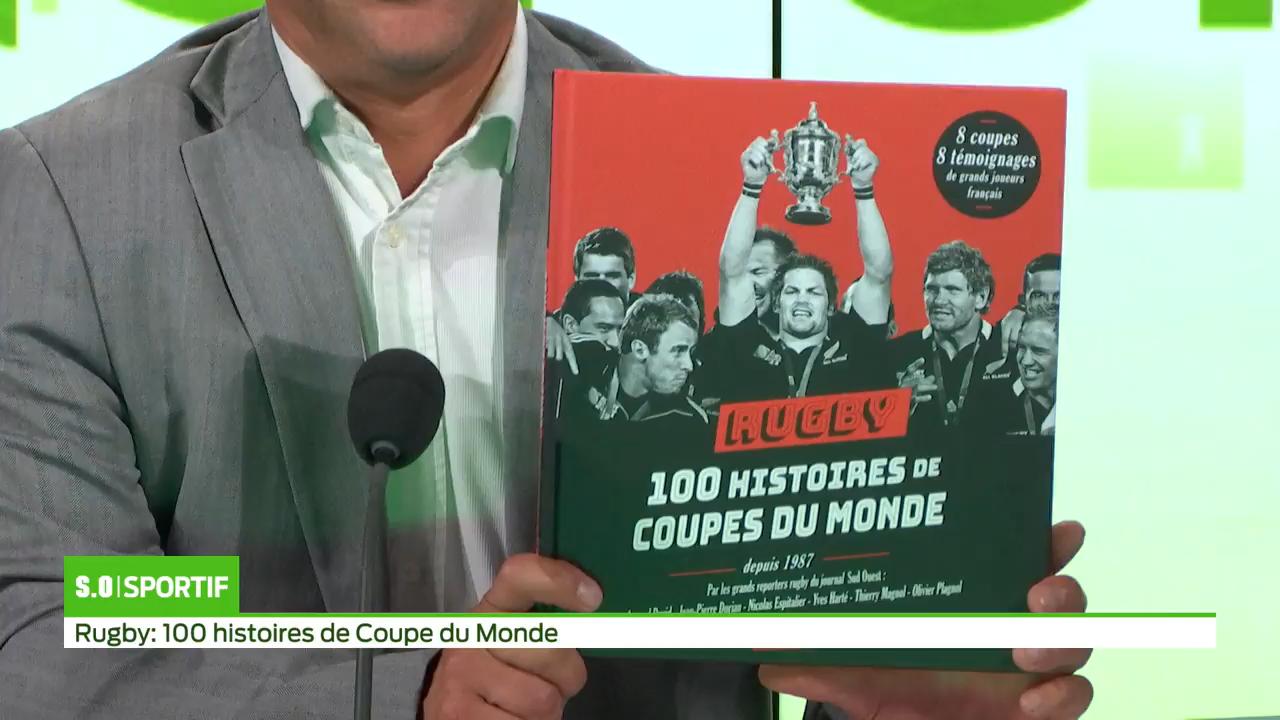 8 coupes
8 témoignages
de grands joueurs
français
RUGBY
100 HISTOIRES DE
COUPES DU MONDE
depuis 1987
Par les grands reporters rugby du journal Sud Ouest :
Jean-Pierre Dorian - Nicolas Espitalier - Yves Harté - Thierry Magnol - Olivier Plagnol
S.O | SPORTIF
Rugby: 100 histoires de Coupe du Monde